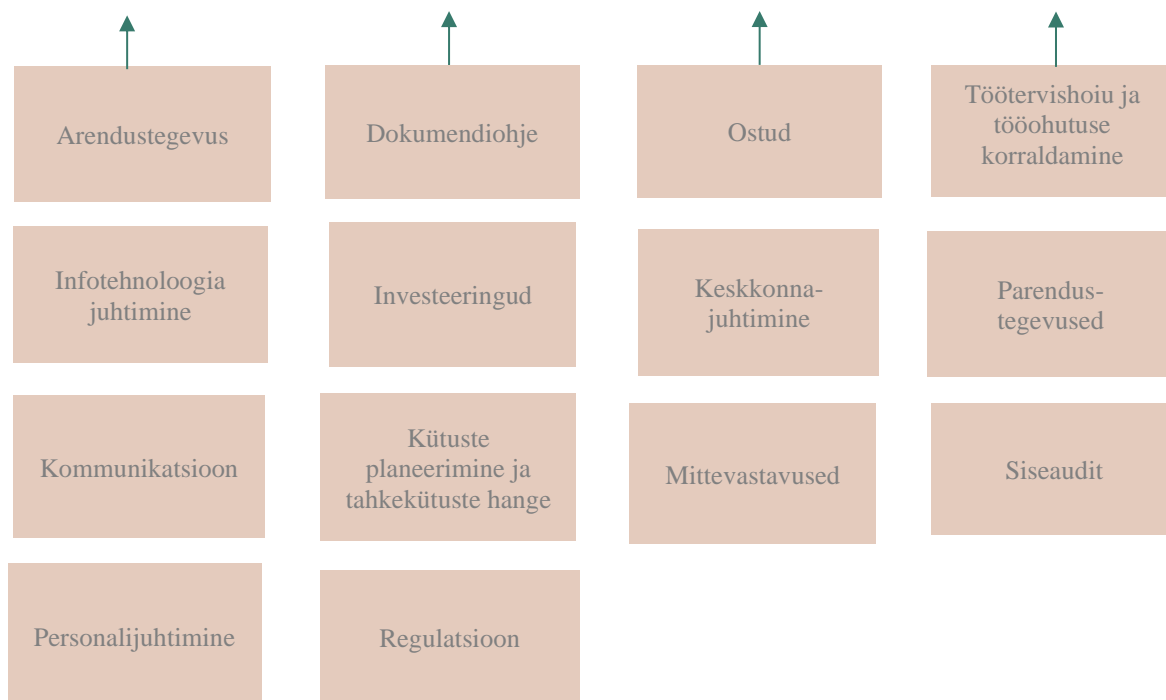 Arendustegevus
Dokumendiohje
Ostud
Töötervishoiu ja
tööohutuse
korraldamine
Infotehnoloogia
juhtimine
Investeeringud
Keskkonna-
juhtimine
Parendus-
tegevused
Kommunikatsioon
Kütuste
planeerimine ja
tahkekütuste hange
Mittevastavused
Siseaudit
Personalijuhtimine
Regulatsioon